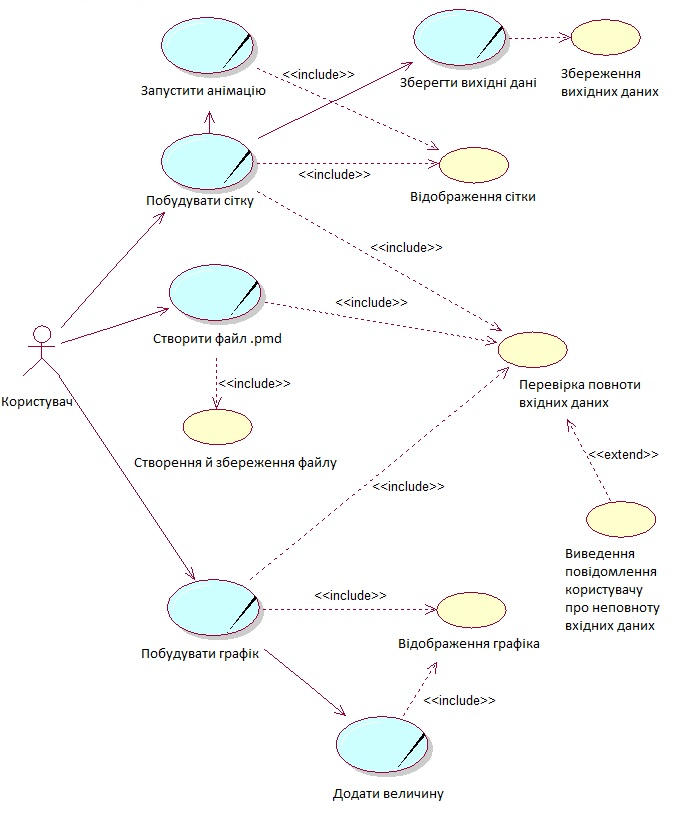 <<include>>
Запустити анімацію
Зберегти вихідні дані
Збереження
вихідних даних
<<include>>
Побудувати сітку
Відображення сітки
<<include>>
<<include>>
Створити файл .pmd
Користувач
<<include>>
Перевірка повноти
вхідних даних
Створення й збереження файлу
<<extend>>
<<include>>
Виведення
повідомлення
користувачу
про неповноту
вхідних даних
<<include>>
Побудувати графік
Відображення графіка
<<include>>
Додати величину